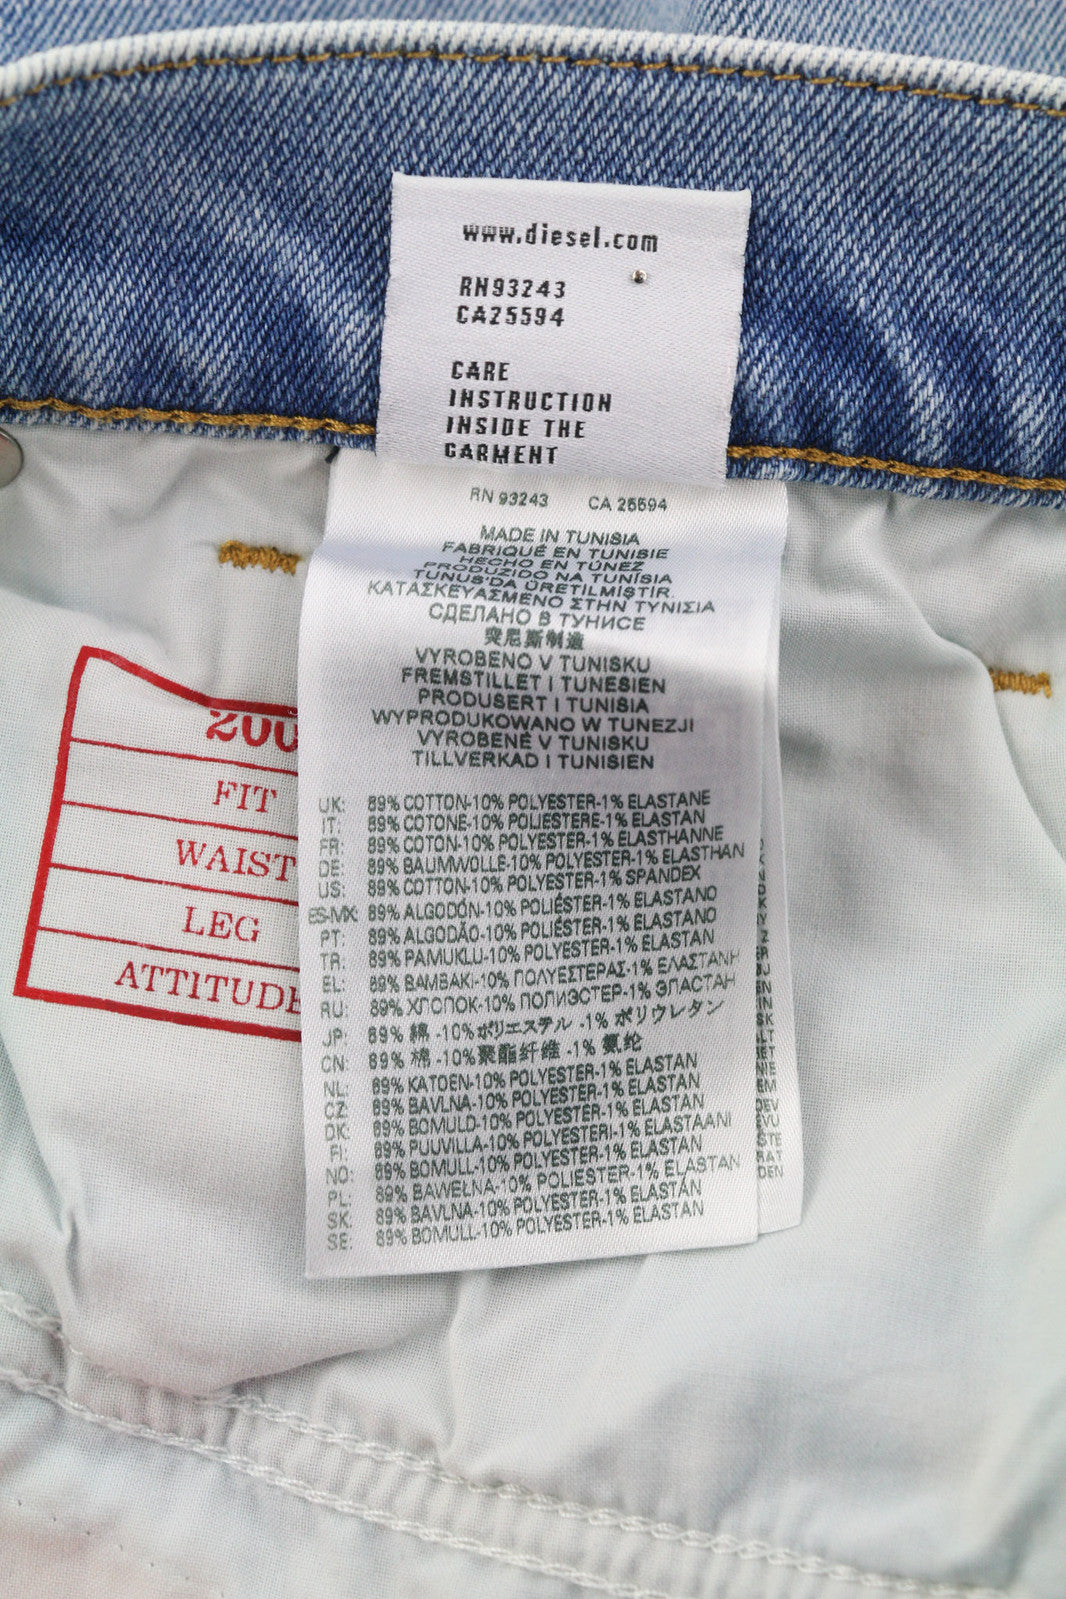 www.diesel.com
RN93243
CA25594
CARE
INSTRUCTION
INSIDE THE
GARMENT
RN 93243 CA 25594
MADE IN TUNISIA
FABRIQUÉ EN TUNISIE
HECHO EN TÚNEZ
PRODUZIDO NA TUNÍSIA
TUNUS'DA ÜRETİLMİŞTİR.
ΚΑΤΑΣΚΕΥΑΣΜΕΝΟ ΣΤΗΝ ΤΥΝΙΣΙΑ
СДЕЛАНО В ТУНИСЕ
突尼斯制造
VYROBENO V TUNISKU
FREMSTILLET I TUNESIEN
PRODUSERT I TUNISIA
WYPRODUKOWANO W TUNEZJI
VYROBENÉ V TUNISKU
TILLVERKAD I TUNISIEN
UK: 89% COTTON-10% POLYESTER-1% ELASTANE
IT: 89% COTONE-10% POLIESTERE-1% ELASTAN
FR: 89% COTON-10% POLYESTER-1% ELASTHANNE
DE: 89% BAUMWOLLE-10% POLYESTER-1% ELASTHAN
US: 89% COTTON-10% POLYESTER-1% SPANDEX
ES-MX: 89% ALGODÓN-10% POLIÉSTER-1% ELASTANO
PT: 89% ALGODÃO-10% POLIÉSTER-1% ELASTANO
TR: 89% PAMUKLU-10% POLYESTER-1% ELASTAN
EL: 89% ΒΑΜΒΑΚΙ-10% ΠΟΛΥΕΣΤΕΡΑΣ-1% ΕΛΑΣΤΑΝΗ
RU: 89% ХЛОПОК-10% ПОЛИЭСТЕР-1% ЭЛАСТАН
JP: 89% 綿 -10% ポリエステル -1% ポリウレタン
CN: 89% 棉 -10% 聚酯纤维 -1% 氨纶
NL: 89% KATOEN-10% POLYESTER-1% ELASTAN
CZ: 89% BAVLNA-10% POLYESTER-1% ELASTAN
DK: 89% BOMULD-10% POLYESTER-1% ELASTAN
FI: 89% PUUVILLA-10% POLYESTERI-1% ELASTAANI
NO: 89% BOMULL-10% POLYESTER-1% ELASTAN
PL: 89% BAWEŁNA-10% POLIESTER-1% ELASTAN
SK: 89% BAVLNA-10% POLYESTER-1% ELASTÁN
SE: 89% BOMULL-10% POLYESTER-1% ELASTAN
FIT
WAIST
LEG
ATTITUDE